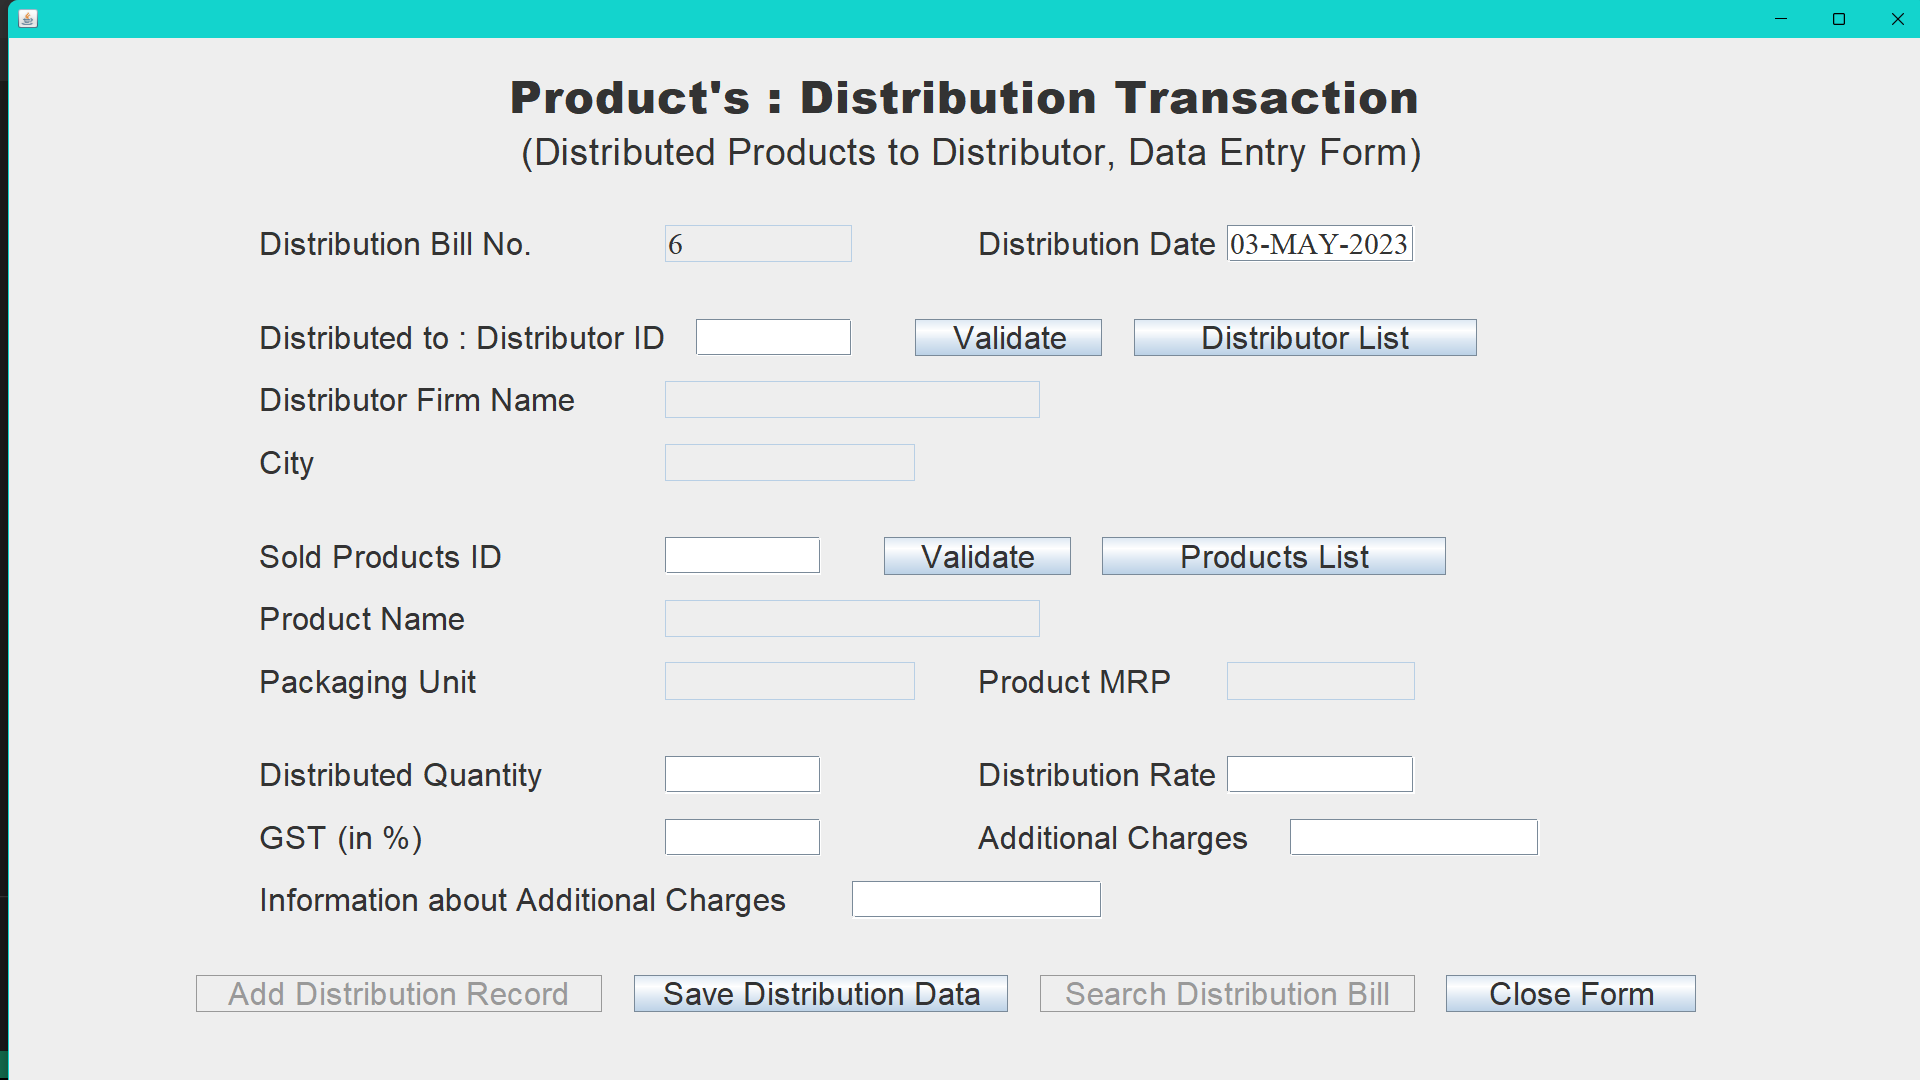 Product's : Distribution Transaction
(Distributed Products to Distributor, Data Entry Form)
Distribution Bill No. 6 Distribution Date 03-MAY-2023
Distributed to : Distributor ID Validate Distributor List
Distributor Firm Name
City
Sold Products ID Validate Products List
Product Name
Packaging Unit Product MRP
Distributed Quantity Distribution Rate
GST (in %) Additional Charges
Information about Additional Charges
Add Distribution Record Save Distribution Data Search Distribution Bill Close Form